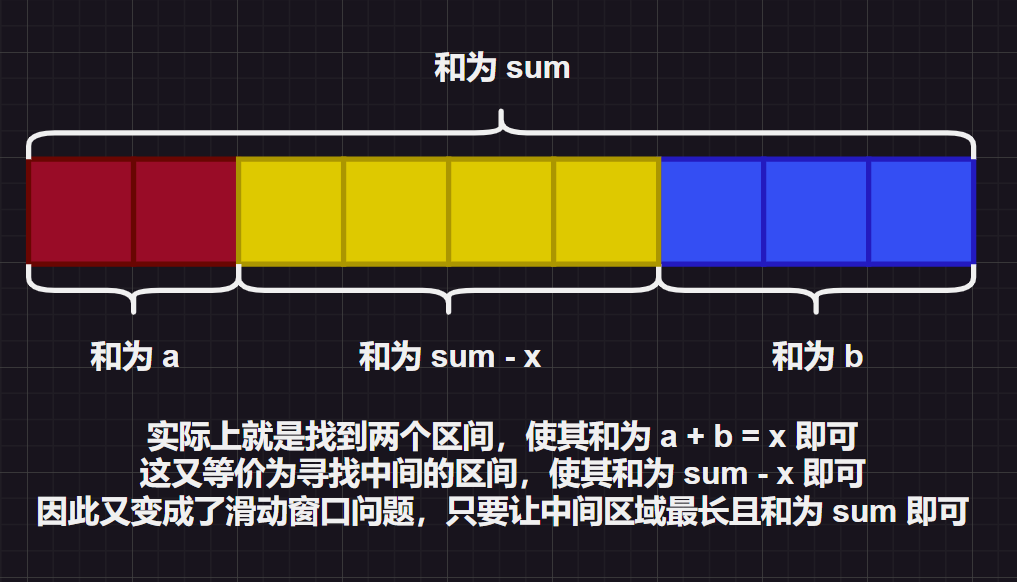 和为 sum
和为 a
和为 sum - x
和为 b
实际上就是找到两个区间，使其和为 a + b = x 即可
这又等价为寻找中间的区间，使其和为 sum - x 即可
因此又变成了滑动窗口问题，只要让中间区域最长且和为 sum 即可